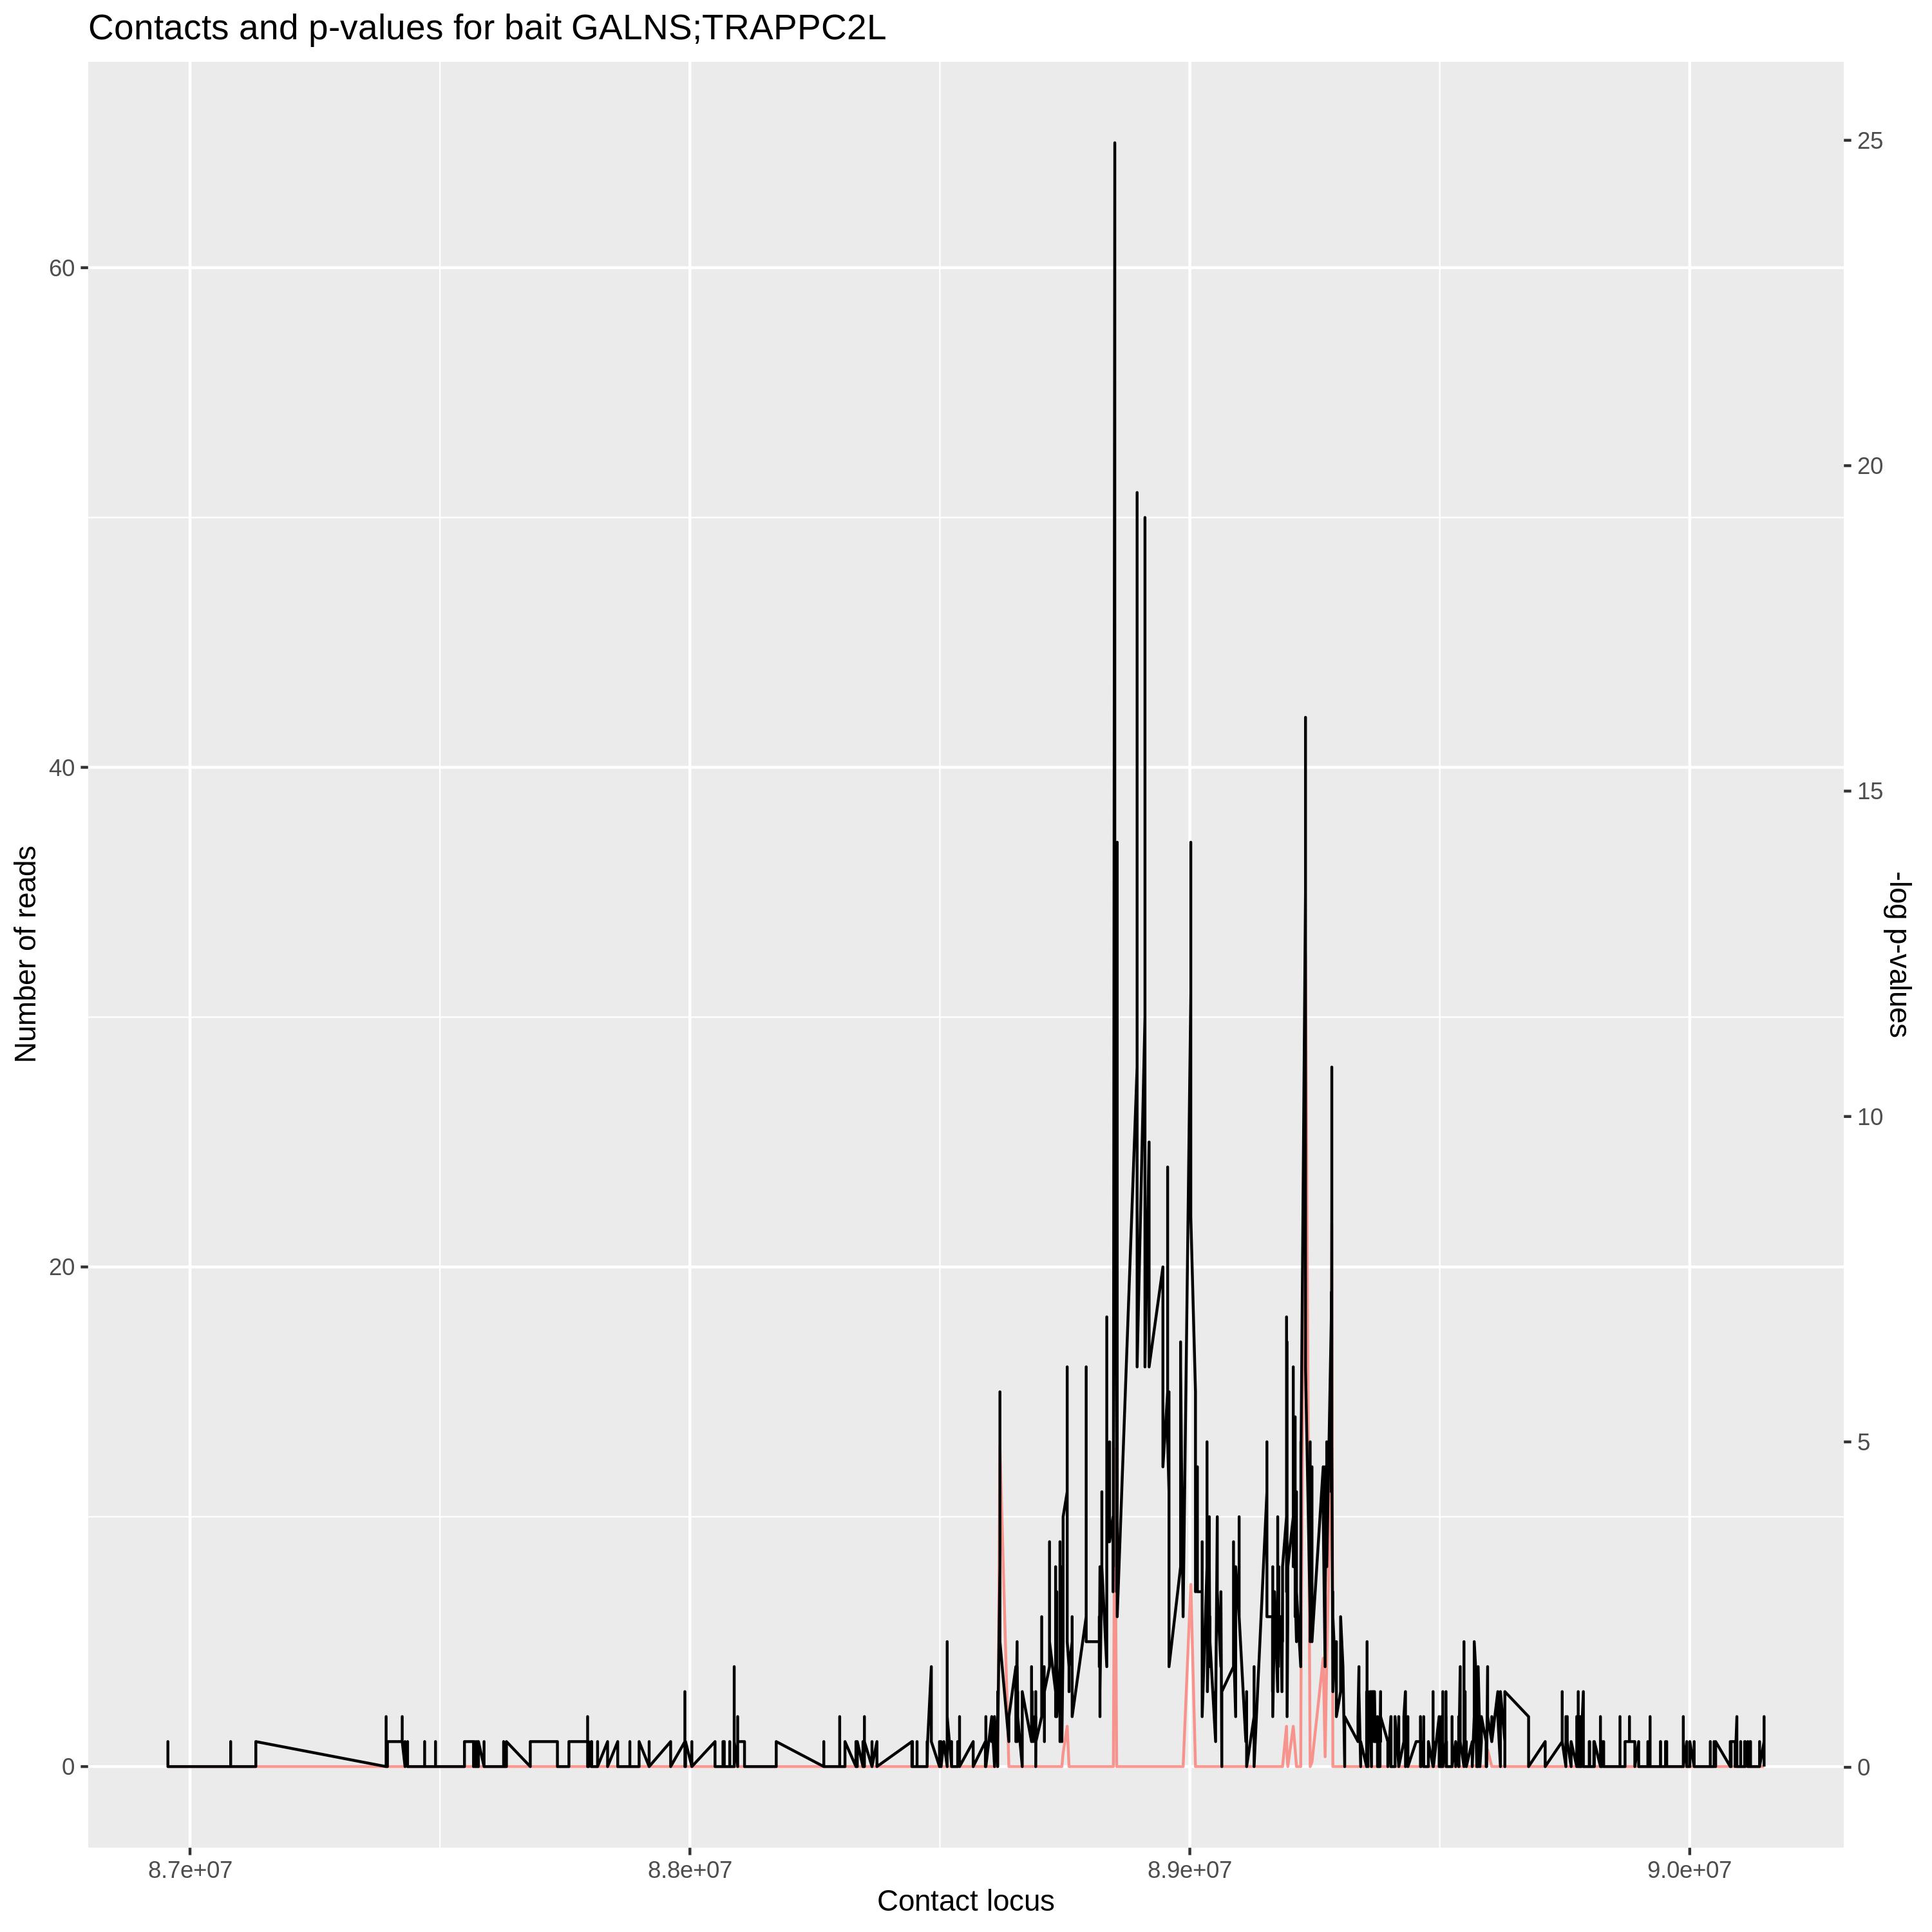 Contacts and p-values for bait GALNS;TRAPPC2L
Number of reads
60
40
20
0
25
20
15
10
5
0
-log p-values
8.7e+07
8.8e+07
8.9e+07
9.0e+07
Contact locus